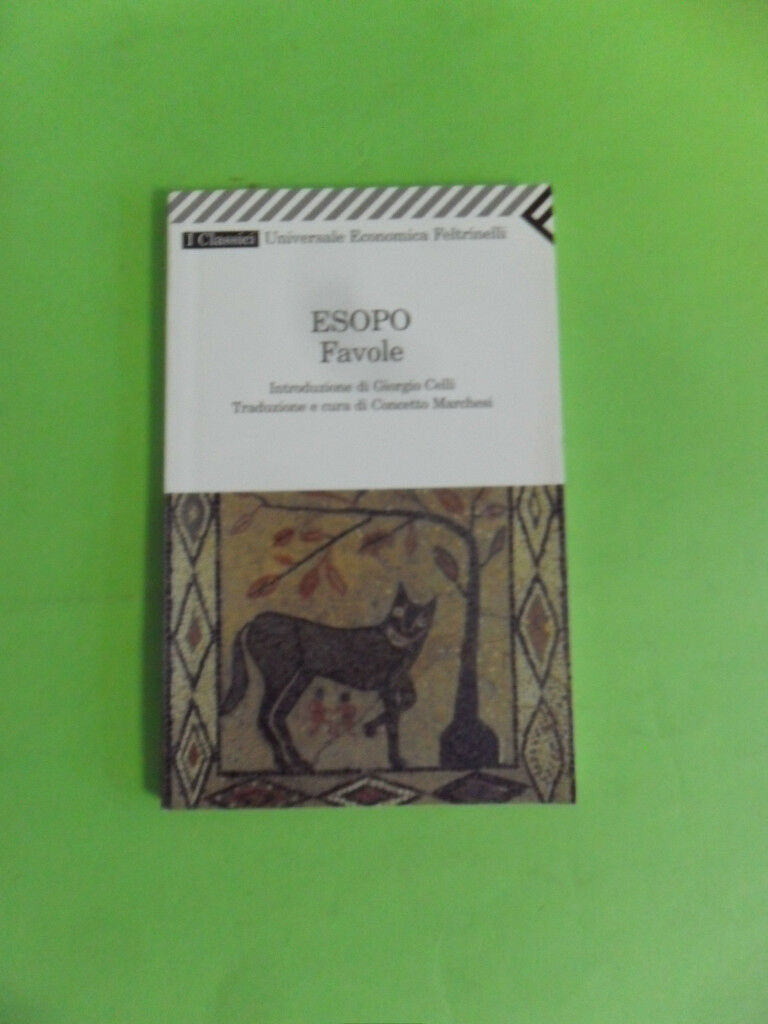 I Classici Universale Economica Feltrinelli
ESOPO
Favole
Introduzione di Giorgio Celli
Traduzione e cura di Concetto Marchesi